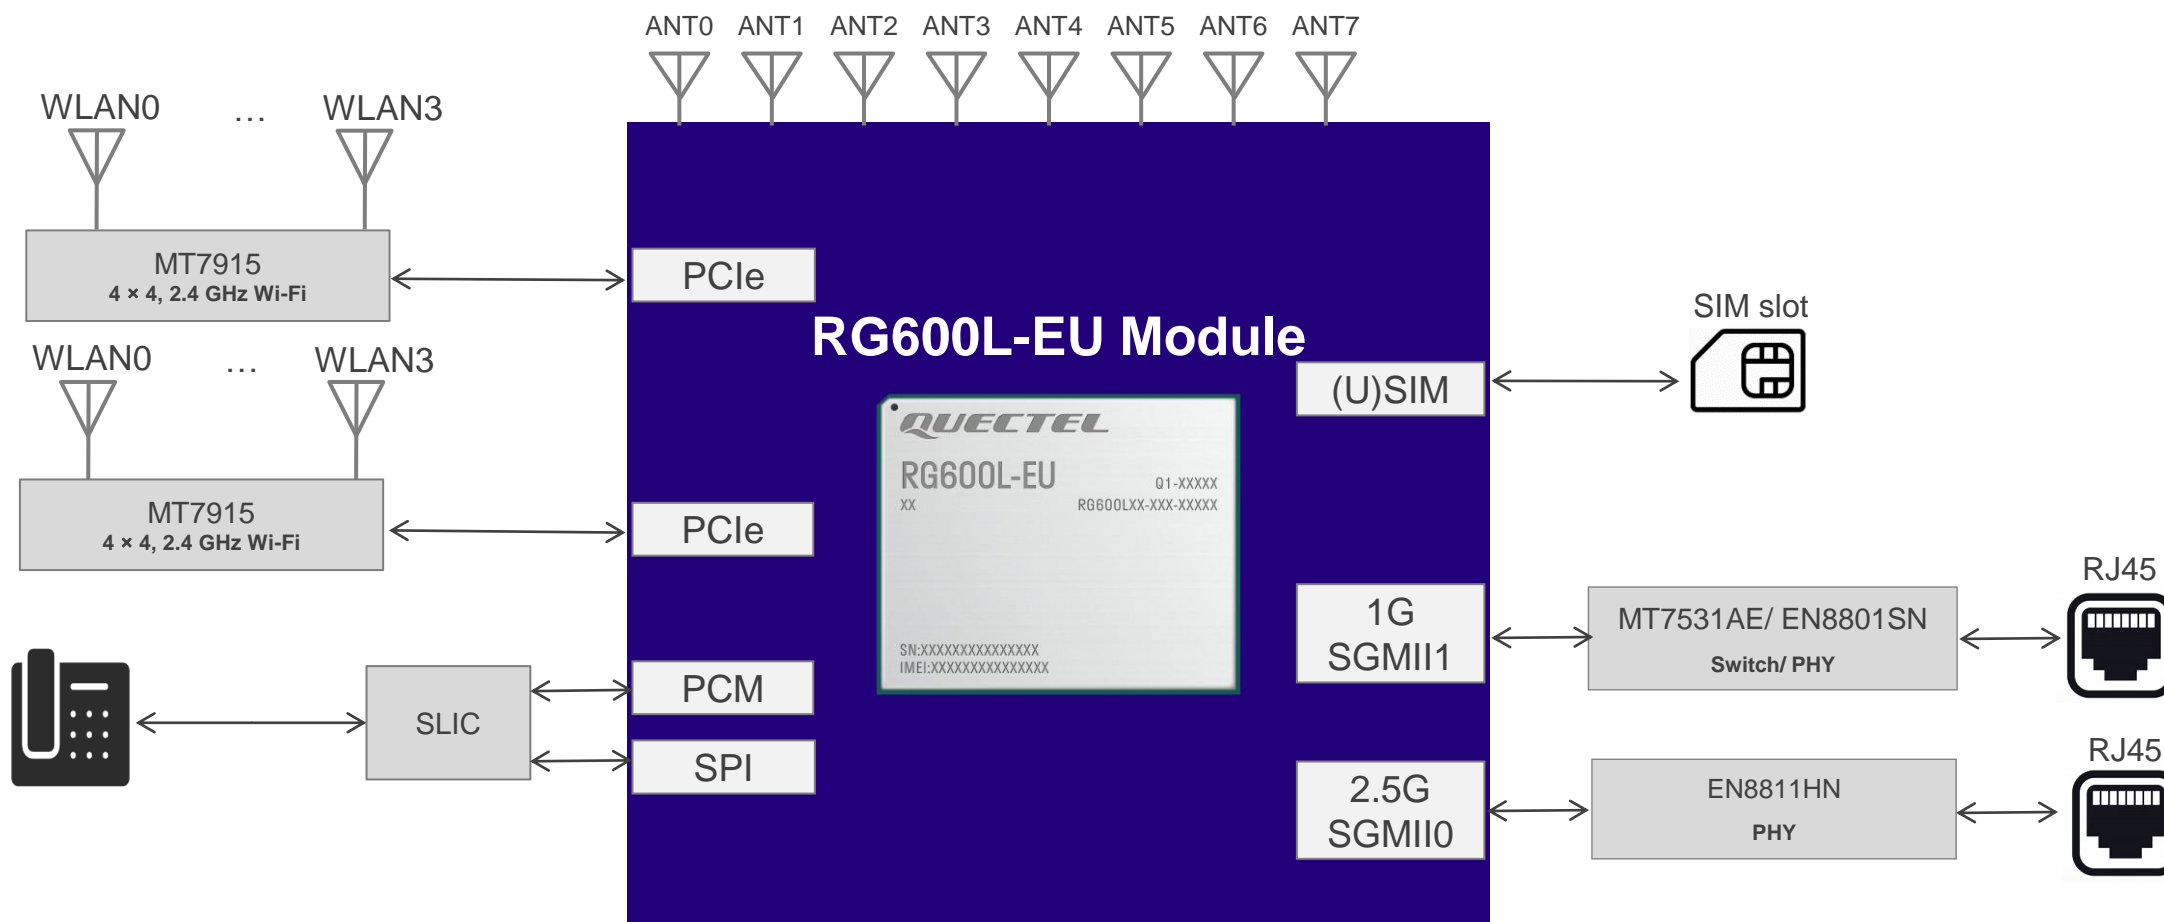 ANT0 ANT1 ANT2 ANT3 ANT4 ANT5 ANT6 ANT7
WLAN0 … WLAN3
MT7915
4 × 4, 2.4 GHz Wi-Fi
PCIe
RG600L-EU Module
SIM slot
(U)SIM
WLAN0 … WLAN3
MT7915
4 × 4, 2.4 GHz Wi-Fi
PCIe
QUECTEL
RG600L-EU
Q1-XXXXX
XX
RG600LXX-XXX-XXXXX
SN:XXXXXXXXXXXXXXX
IMEI:XXXXXXXXXXXXXXX
1G
SGMII1
MT7531AE/ EN8801SN
Switch/ PHY
RJ45
SLIC
PCM
SPI
2.5G
SGMII0
EN8811HN
PHY
RJ45